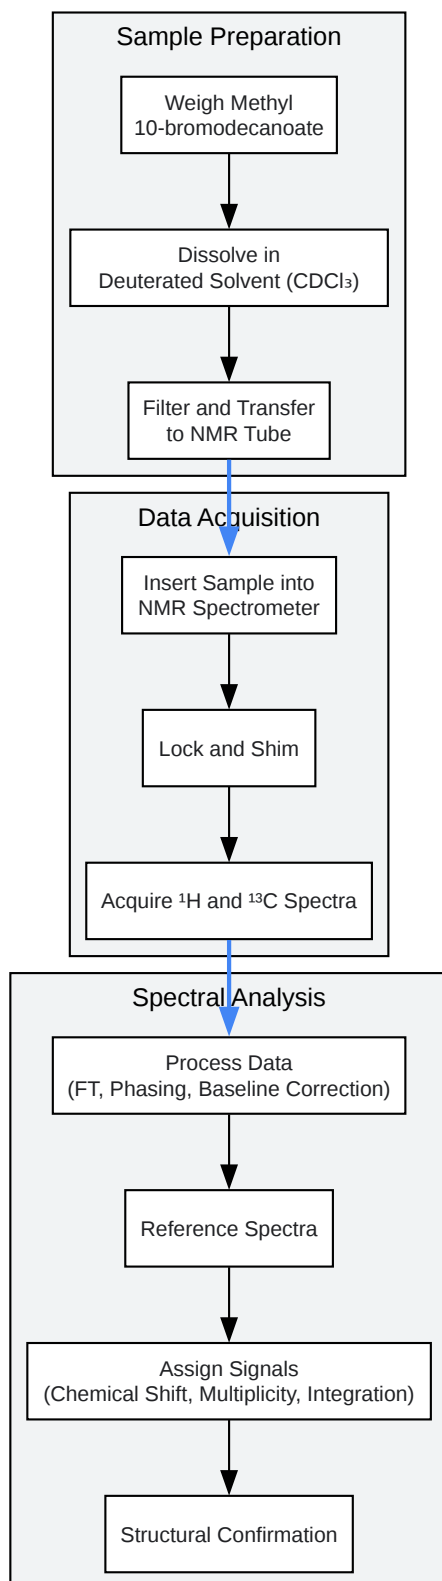 Sample Preparation
Weigh Methyl
10-bromodecanoate
Dissolve in
Deuterated Solvent (CDCl₃)
Filter and Transfer
to NMR Tube
Data Acquisition
Insert Sample into
NMR Spectrometer
Lock and Shim
Acquire ¹H and ¹³C Spectra
Spectral Analysis
Process Data
(FT, Phasing, Baseline Correction)
Reference Spectra
Assign Signals
(Chemical Shift, Multiplicity, Integration)
Structural Confirmation